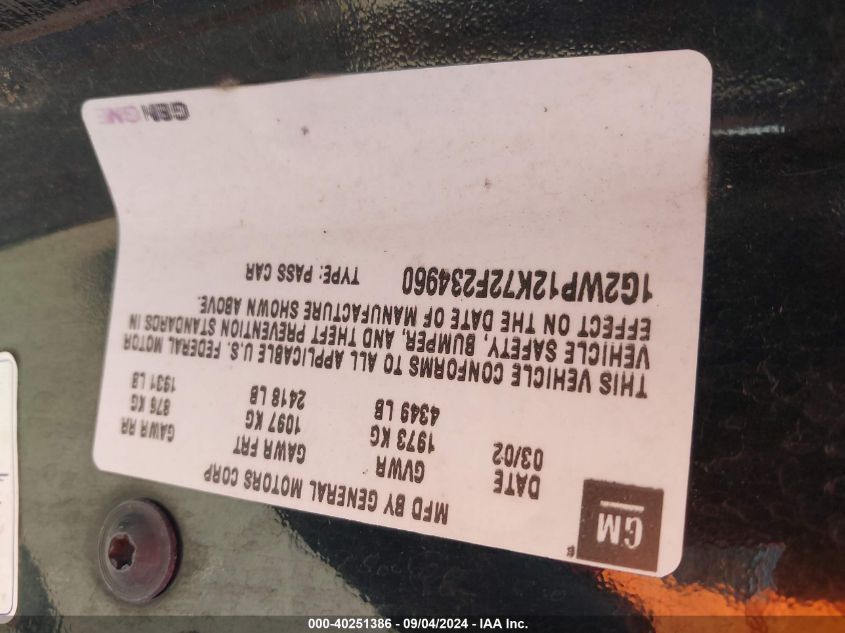 GM
MFD BY GENERAL MOTORS CORP
DATE GVWR GAWR FRT GAWR RR
03/02 1973 KG 1097 KG 876 KG
4349 LB 2418 LB 1931 LB
THIS VEHICLE CONFORMS TO ALL APPLICABLE U.S. FEDERAL MOTOR
VEHICLE SAFETY, BUMPER, AND THEFT PREVENTION STANDARDS IN
EFFECT ON THE DATE OF MANUFACTURE SHOWN ABOVE.
1G2WP12K72F234960 TYPE: PASS CAR
000-40251386 - 09/04/2024 - IAA Inc.